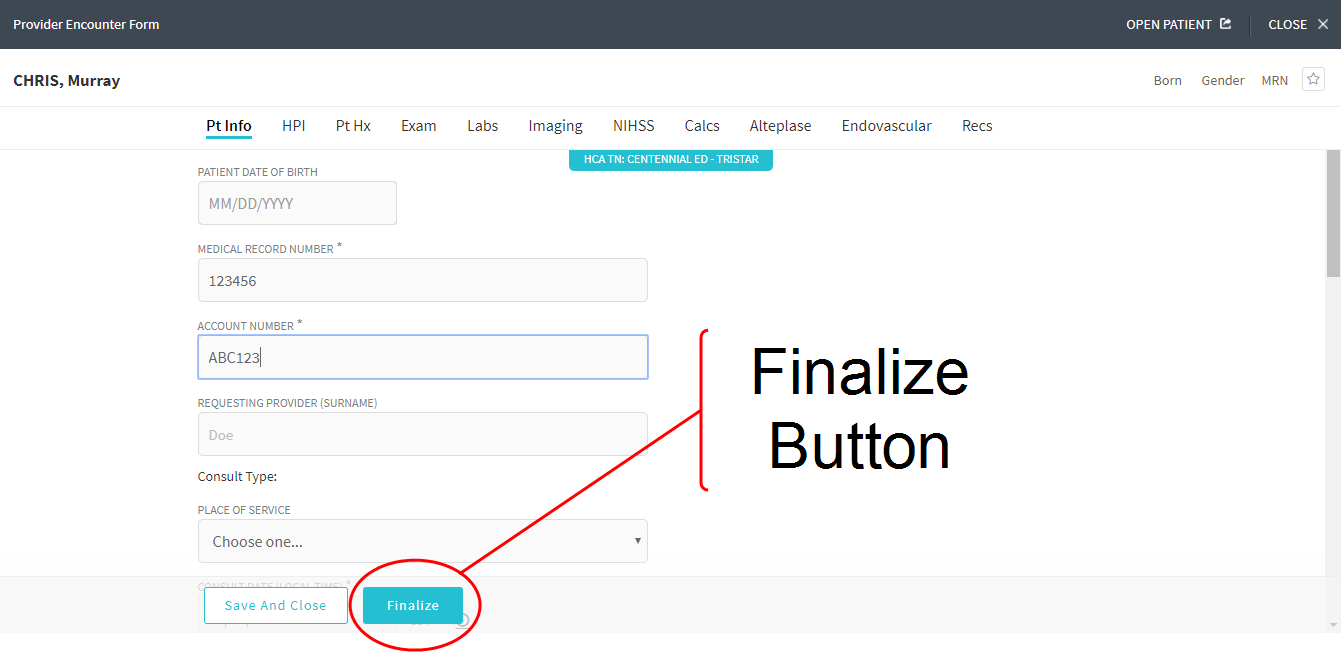 Provider Encounter Form
OPEN PATIENT
CLOSE
CHRIS, Murray
Born Gender MRN
Pt Info HPI Pt Hx Exam Labs Imaging NIHSS Calcs Alteplase Endovascular Recs
HCA TN: CENTENNIAL ED - TRISTAR
PATIENT DATE OF BIRTH
MM/DD/YYYY
MEDICAL RECORD NUMBER *
123456
ACCOUNT NUMBER *
ABC123
REQUESTING PROVIDER (SURNAME)
Doe
Consult Type:
PLACE OF SERVICE
Choose one...
CONSULT DATE (LOCAL TIME) *
Save And Close
Finalize
Finalize
Button